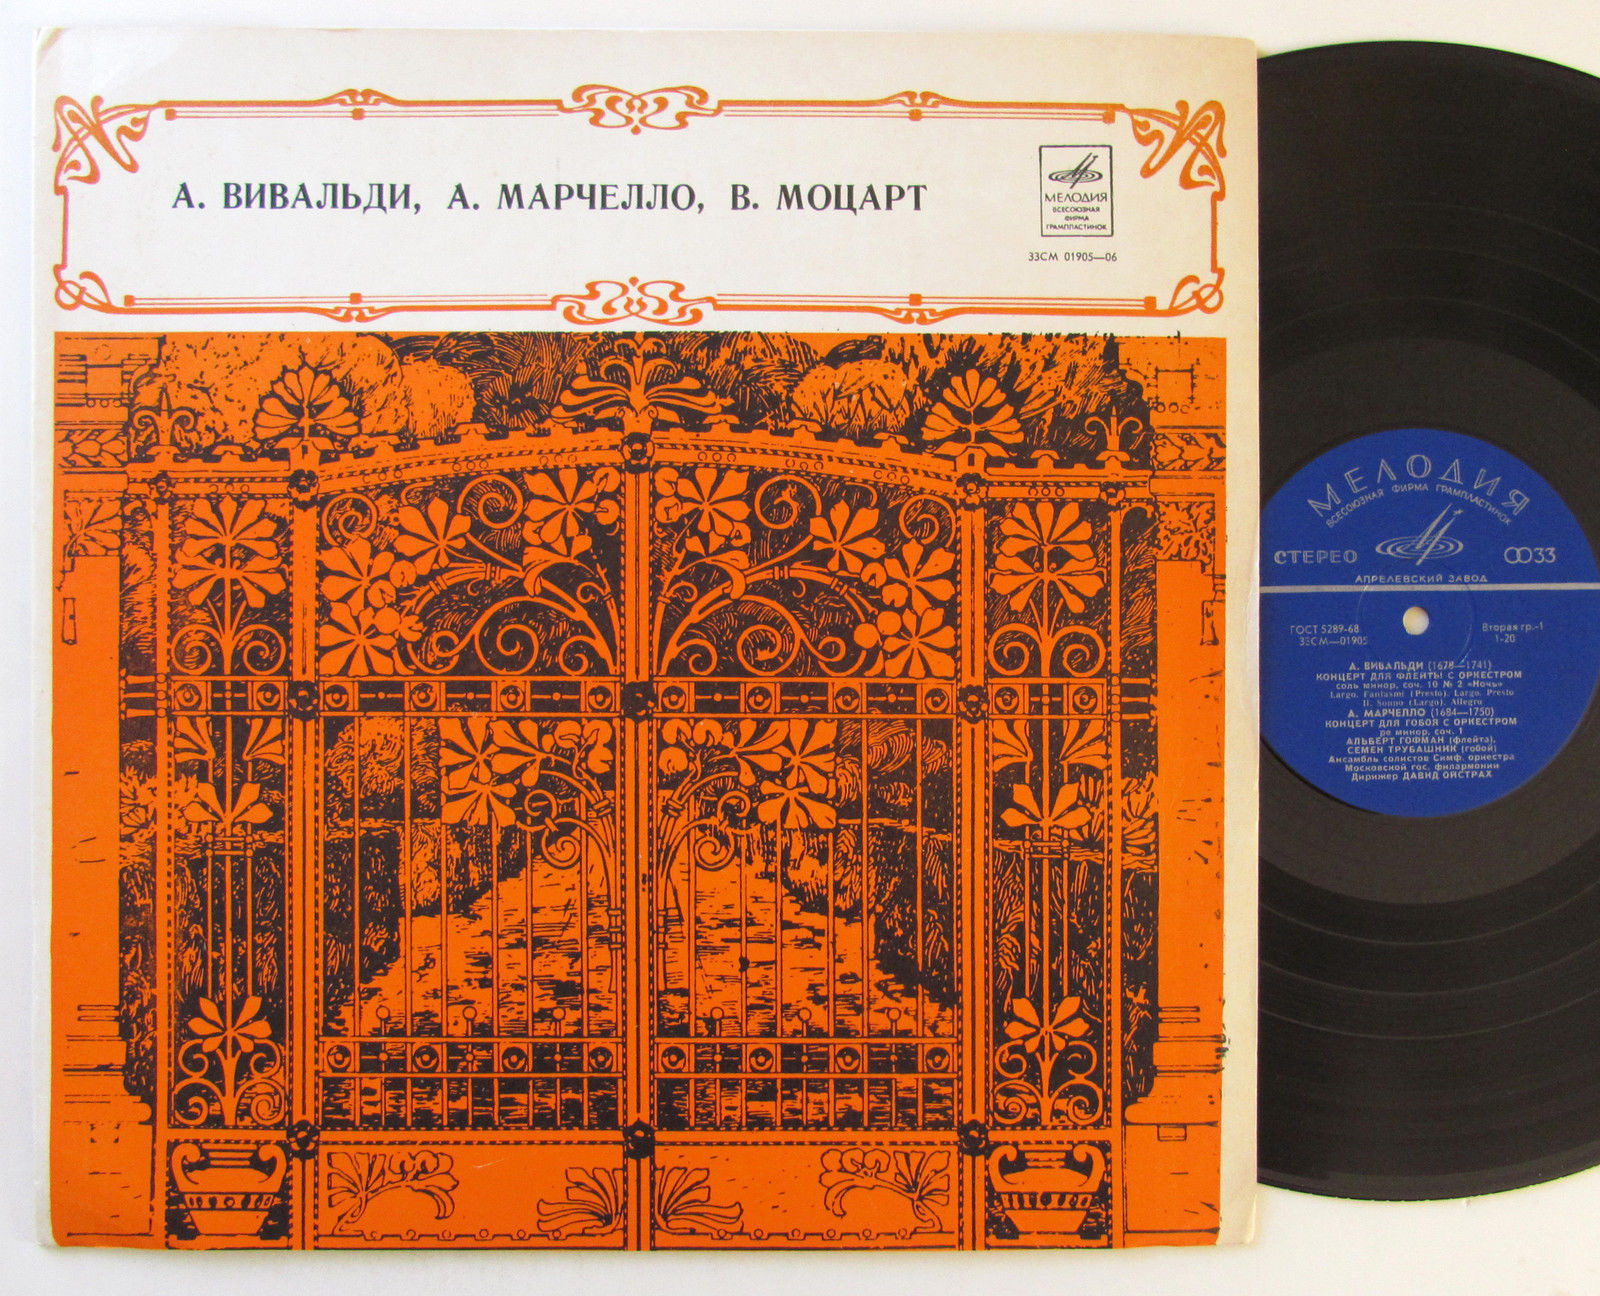 А. ВИВАЛЬДИ, А. МАРЧЕЛЛО, В. МОЦАРТ
МЕЛОДИЯ
ВСЕСОЮЗНАЯ
ФИРМА
ГРАМПЛАСТИНОК
33СМ 01905—06
МЕЛОДИЯ
ВСЕСОЮЗНАЯ ФИРМА ГРАМПЛАСТИНОК
СТЕРЕО 33
АПРЕЛЕВСКИЙ ЗАВОД
ГОСТ 5289-68 Вторая гр.-1
33СМ—01905 1-20
А. ВИВАЛЬДИ (1678—1741)
КОНЦЕРТ ДЛЯ ФЛЕЙТЫ С ОРКЕСТРОМ
соль минор, соч. 10 № 2 «Ночь»
Largo. Fantasmi (Presto). Largo. Presto
Il Sonno (Largo). Allegro
А. МАРЧЕЛЛО (1684—1750)
КОНЦЕРТ ДЛЯ ГОБОЯ С ОРКЕСТРОМ
ре минор, соч. 1
АЛЬБЕРТ ГОФМАН (флейта),
СЕМЕН ТРУБАШНИК (гобой)
Ансамбль солистов Симф. оркестра
Московской гос. филармонии
Дирижер ДАВИД ОЙСТРАХ